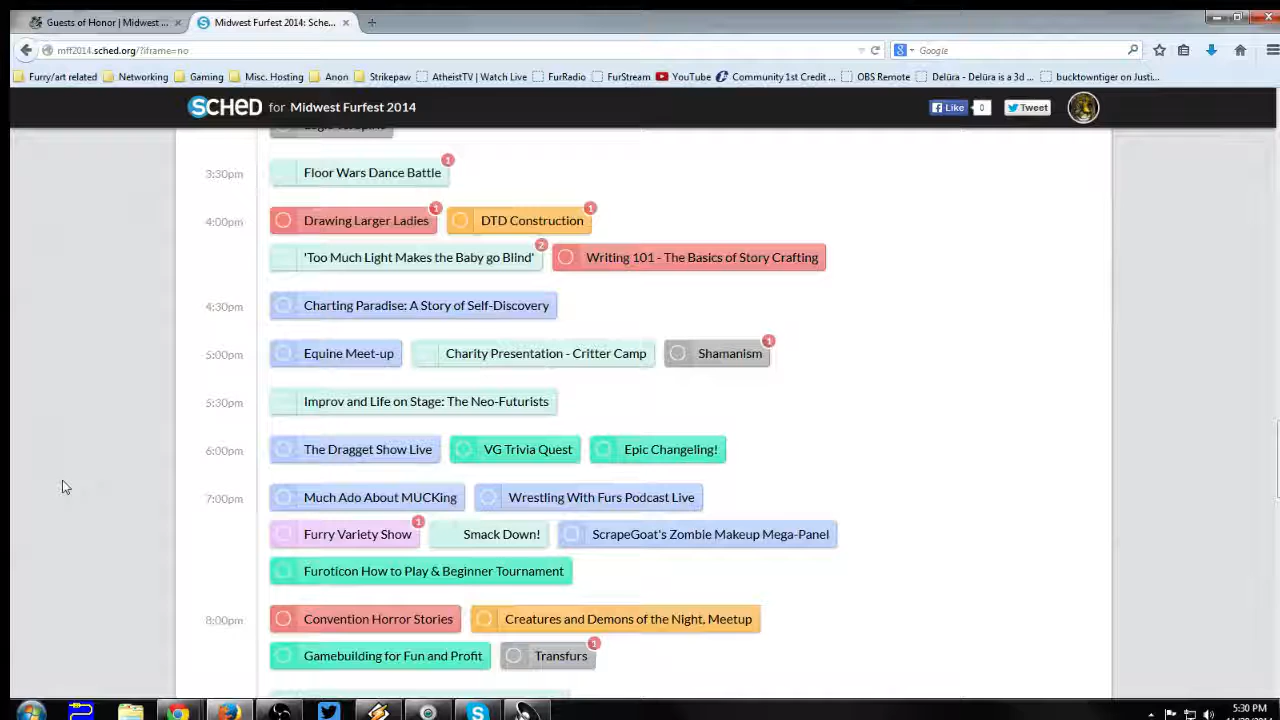 Guests of Honor | Midwest ... × Midwest Furfest 2014: Sche... × +
mff2014.sched.org/?iframe=no Google
Furry/art related Networking Gaming Misc. Hosting Anon Strikepaw AtheistTV | Watch Live FurRadio FurStream YouTube Community 1st Credit ... OBS Remote Delúra - Delúra is a 3d ... bucktowntiger on Justi...
SCHED for Midwest Furfest 2014 Like 0 Tweet
3:30pm Floor Wars Dance Battle 1
4:00pm Drawing Larger Ladies 1 DTD Construction 1
'Too Much Light Makes the Baby go Blind' 2 Writing 101 - The Basics of Story Crafting
4:30pm Charting Paradise: A Story of Self-Discovery
5:00pm Equine Meet-up Charity Presentation - Critter Camp Shamanism 1
5:30pm Improv and Life on Stage: The Neo-Futurists
6:00pm The Dragget Show Live VG Trivia Quest Epic Changeling!
7:00pm Much Ado About MUCKing Wrestling With Furs Podcast Live
Furry Variety Show 1 Smack Down! ScrapeGoat's Zombie Makeup Mega-Panel
Furoticon How to Play & Beginner Tournament
8:00pm Convention Horror Stories Creatures and Demons of the Night, Meetup
Gamebuilding for Fun and Profit Transfurs 1
5:30 PM